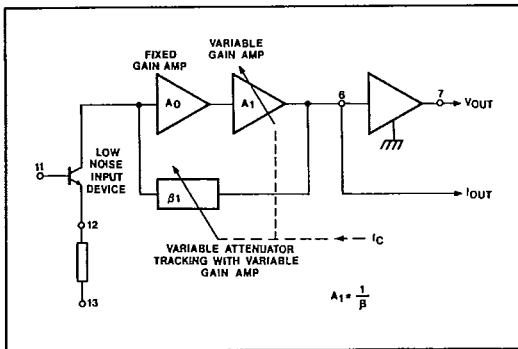 FIXED
GAIN AMP
VARIABLE
GAIN AMP
A0
A1
6
7
VOUT
11
LOW
NOISE
INPUT
DEVICE
β1
IOUT
12
IC
VARIABLE ATTENUATOR
TRACKING WITH VARIABLE
GAIN AMP
A1 = 1
β
13